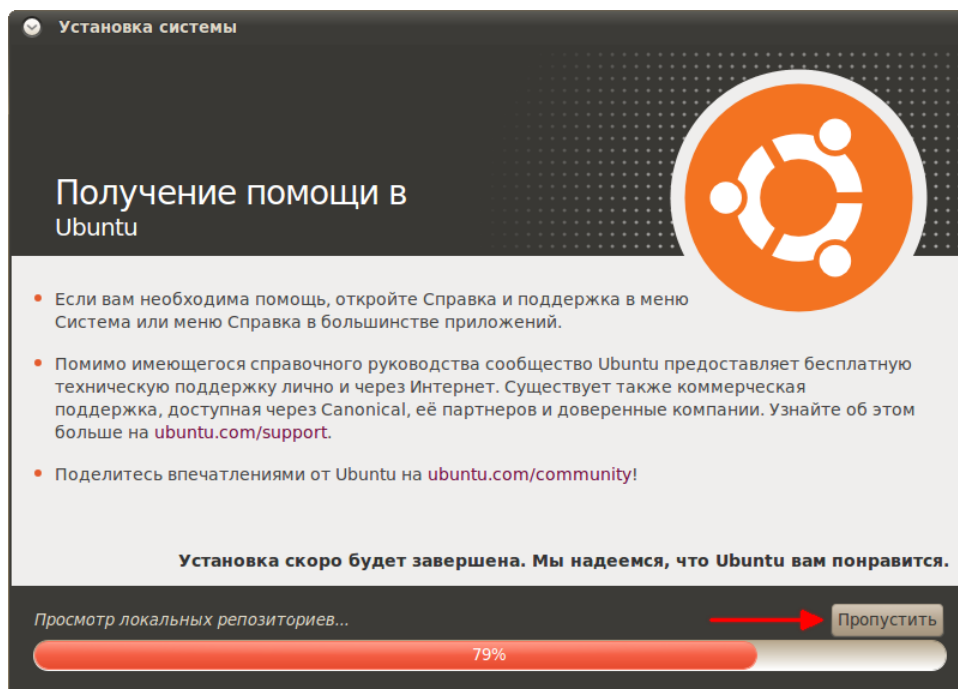 Установка системы
Получение помощи в
Ubuntu
Если вам необходима помощь, откройте Справка и поддержка в меню
Система или меню Справка в большинстве приложений.
Помимо имеющегося справочного руководства сообщество Ubuntu предоставляет бесплатную
техническую поддержку лично и через Интернет. Существует также коммерческая
поддержка, доступная через Canonical, её партнеров и доверенные компании. Узнайте об этом
больше на ubuntu.com/support.
Поделитесь впечатлениями от Ubuntu на ubuntu.com/community!
Установка скоро будет завершена. Мы надеемся, что Ubuntu вам понравится.
Просмотр локальных репозиториев...
Пропустить
79%